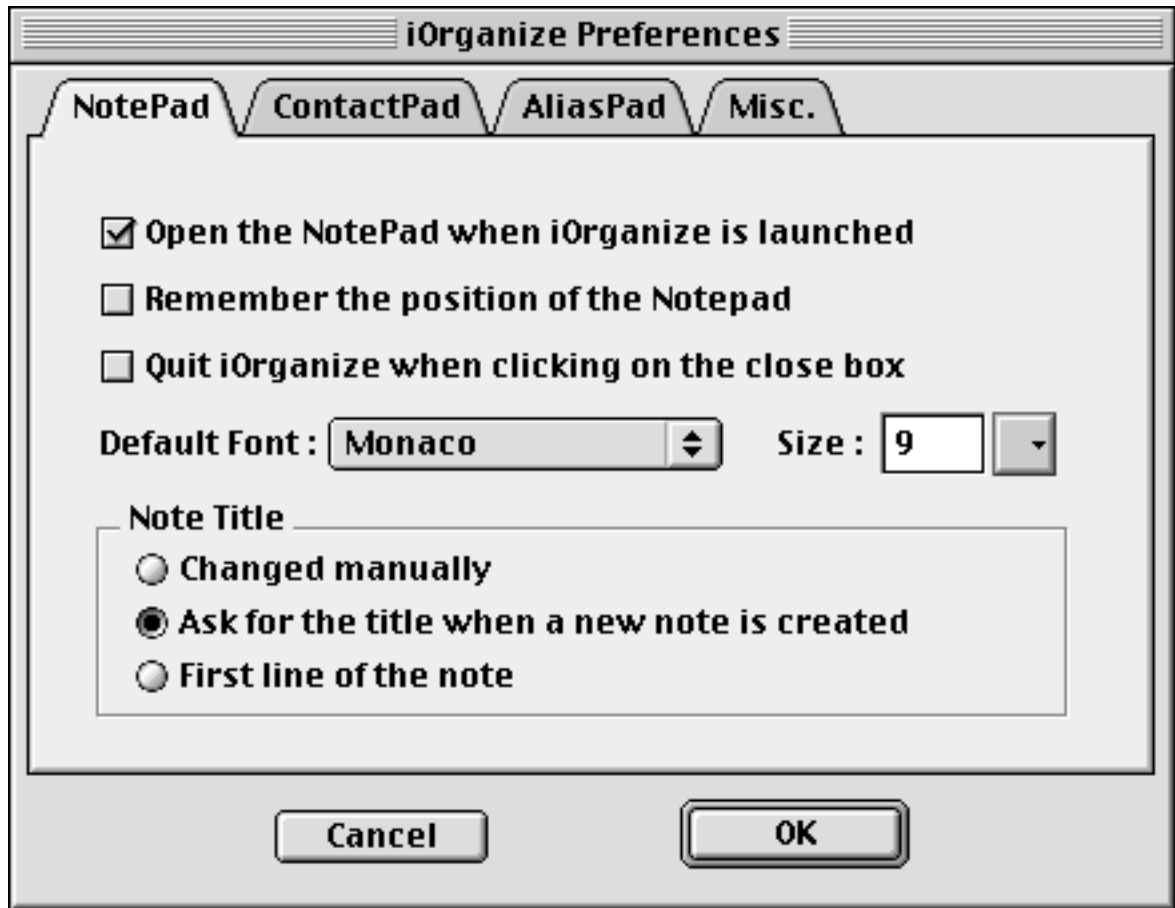 iOrganize Preferences
NotePad ContactPad AliasPad Misc.
Open the NotePad when iOrganize is launched
Remember the position of the Notepad
Quit iOrganize when clicking on the close box
Default Font : Monaco Size : 9
Note Title
Changed manually
Ask for the title when a new note is created
First line of the note
Cancel OK